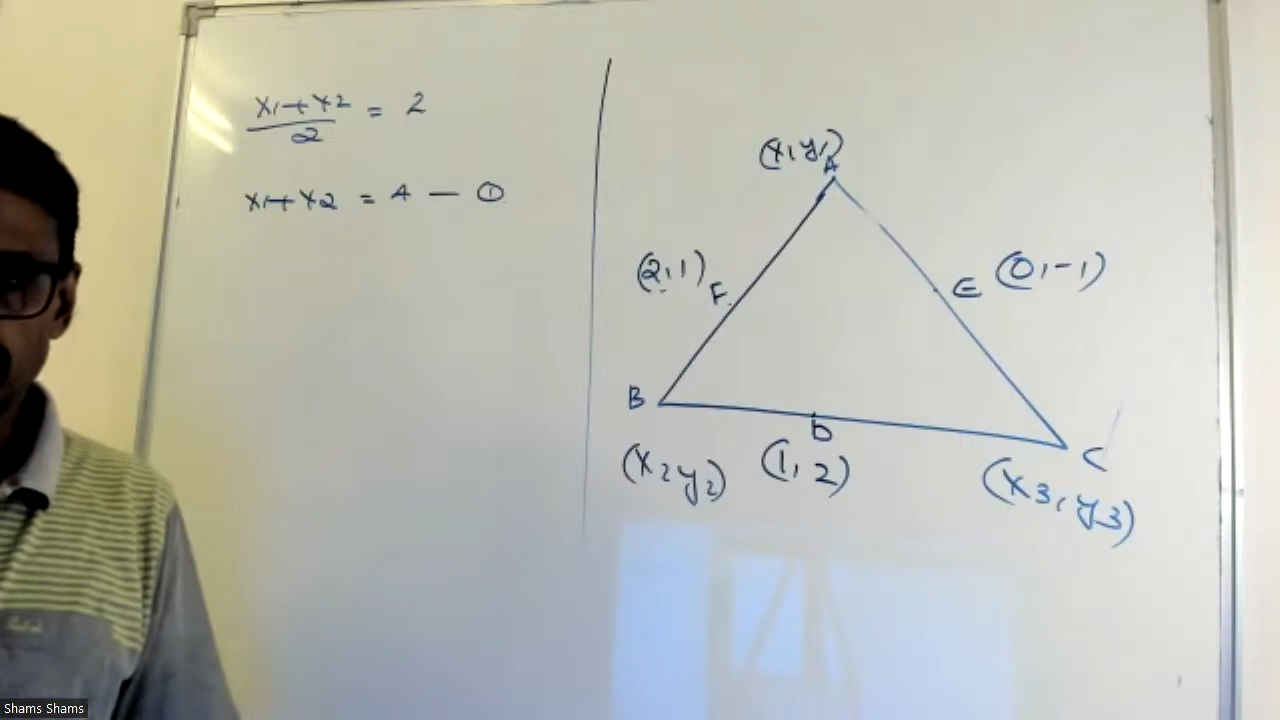 x1+x2
2
= 2
x1+x2 = 4 — ①
(x1y1)
A
(2,1)
F
E (0,-1)
B
D
C
(x2y2)
(1,2)
(x3,y3)
Shams Shams